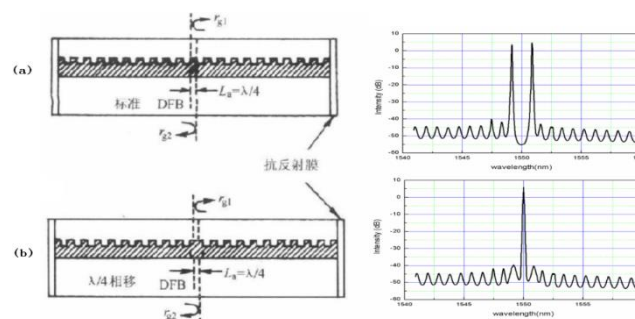 (a)
r_g1
L_a=λ/4
标准 DFB
r_g2
抗反射膜
(b)
r_g1
L_a=λ/4
λ/4相移 DFB
r_g2
Intensity (dB)
10
0
-10
-20
-30
-40
-50
-60
1540
1545
1550
1555
wavelength(nm)
Intensity (dB)
10
0
-10
-20
-30
-40
-50
-60
1540
1545
1550
1555
wavelength(nm)